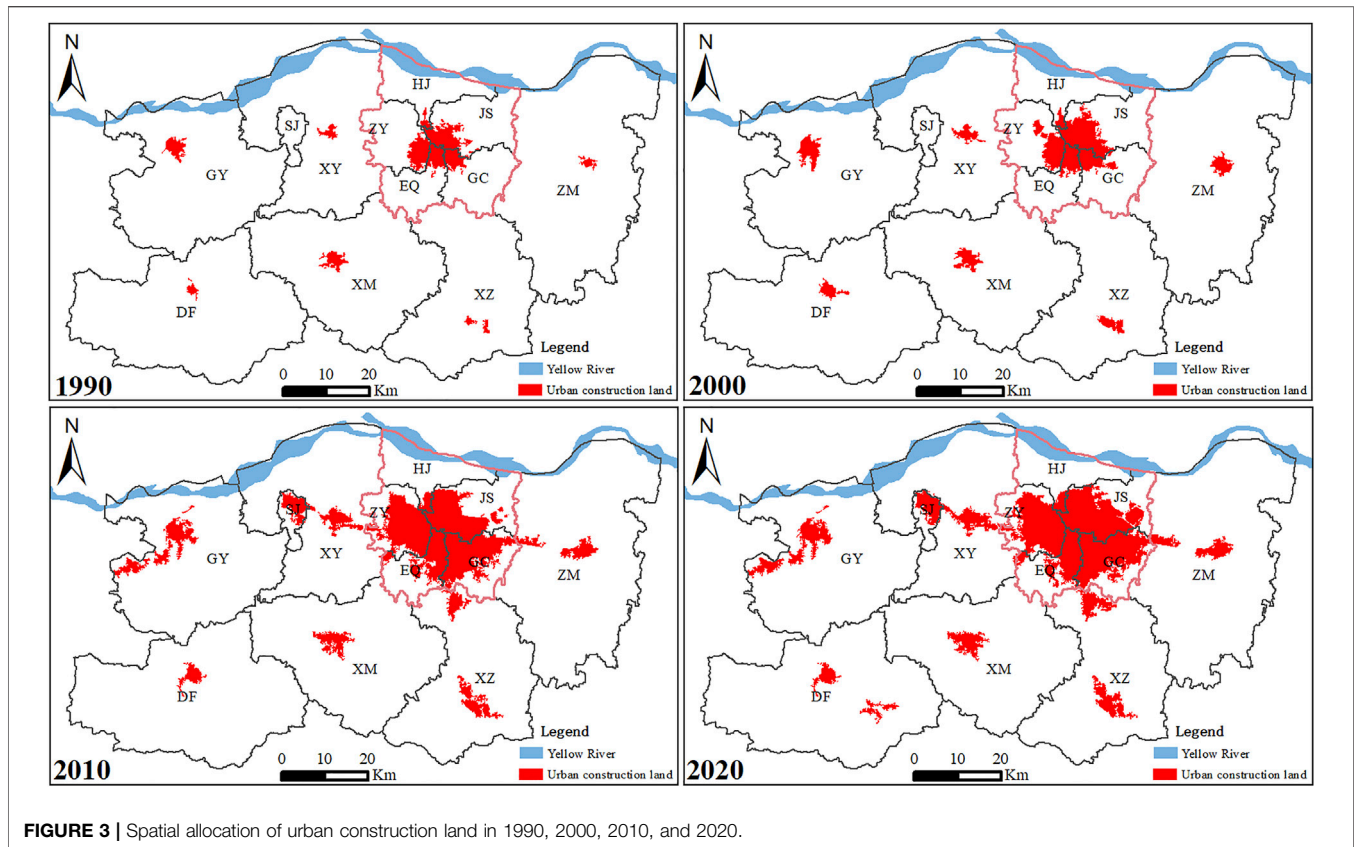 N
HJ
JS
SJ
ZY
GY
XY
EQ
GC
ZM
XM
XZ
DF
Legend
0 10 20
Km
Yellow River
Urban construction land
1990
N
HJ
JS
SJ
ZY
GY
XY
EQ
GC
ZM
XM
XZ
DF
Legend
0 10 20
Km
Yellow River
Urban construction land
2000
N
HJ
JS
SJ
ZY
GY
XY
EQ
GC
ZM
XM
XZ
DF
Legend
0 10 20
Km
Yellow River
Urban construction land
2010
N
HJ
JS
SJ
ZY
GY
XY
EQ
GC
ZM
XM
XZ
DF
Legend
0 10 20
Km
Yellow River
Urban construction land
2020
FIGURE 3 | Spatial allocation of urban construction land in 1990, 2000, 2010, and 2020.